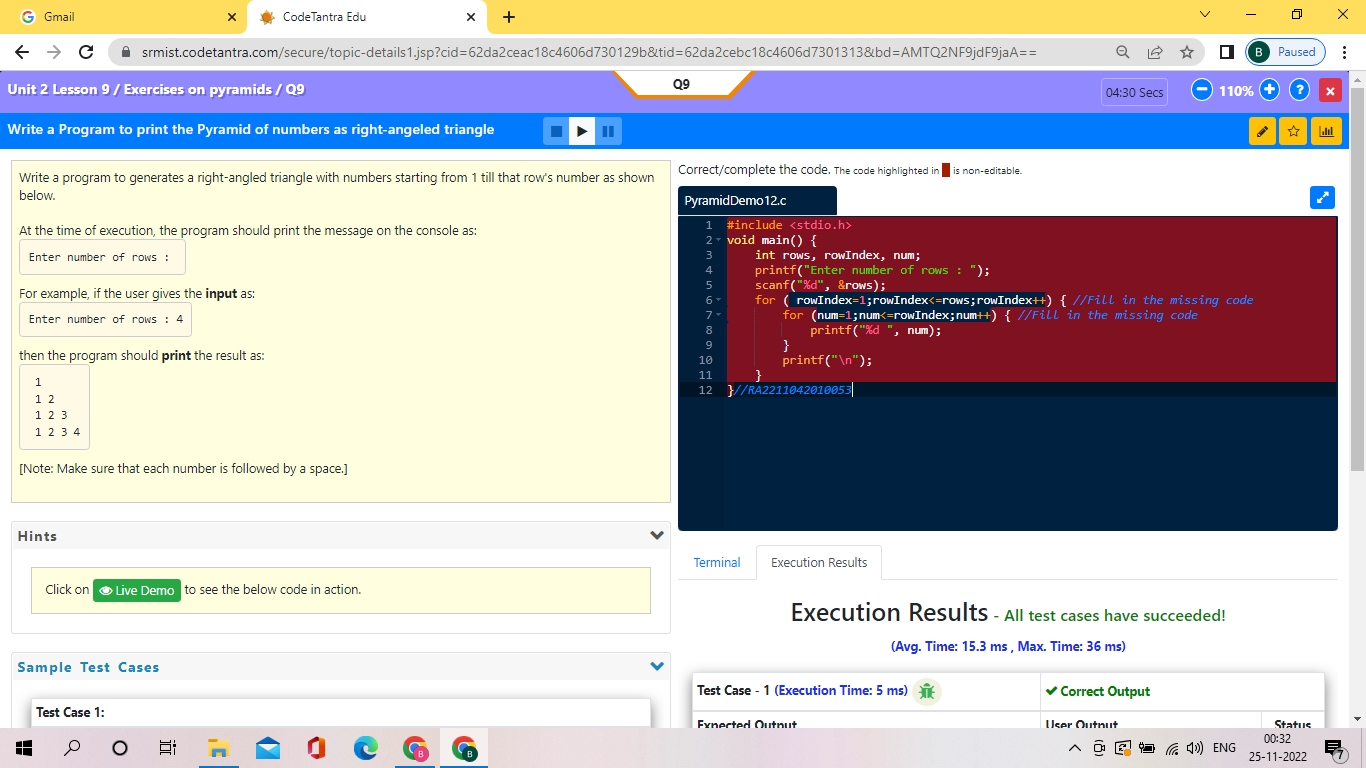 Gmail
CodeTantra Edu
srmist.codetantra.com/secure/topic-details1.jsp?cid=62da2ceac18c4606d730129b&tid=62da2cebc18c4606d7301313&bd=AMTQ2NF9jdF9jaA==
B Paused
Unit 2 Lesson 9 / Exercises on pyramids / Q9
Q9
04:30 Secs
110%
?
x
Write a Program to print the Pyramid of numbers as right-angeled triangle
Write a program to generates a right-angled triangle with numbers starting from 1 till that row's number as shown
below.
At the time of execution, the program should print the message on the console as:
Enter number of rows :
For example, if the user gives the input as:
Enter number of rows : 4
then the program should print the result as:
1
1 2
1 2 3
1 2 3 4
[Note: Make sure that each number is followed by a space.]
Hints
Click on Live Demo to see the below code in action.
Sample Test Cases
Test Case 1:
Correct/complete the code. The code highlighted in is non-editable.
PyramidDemo12.c
1 #include <stdio.h>
2 void main() {
3 int rows, rowIndex, num;
4 printf("Enter number of rows : ");
5 scanf("%d", &rows);
6 for ( rowIndex=1;rowIndex<=rows;rowIndex++) { //Fill in the missing code
7 for (num=1;num<=rowIndex;num++) { //Fill in the missing code
8 printf("%d ", num);
9 }
10 printf("\n");
11 }
12 }//RA2211042010053
Terminal
Execution Results
Execution Results - All test cases have succeeded!
(Avg. Time: 15.3 ms , Max. Time: 36 ms)
Test Case - 1 (Execution Time: 5 ms)
Correct Output
Expected Output
User Output
Status
B
B
ENG
00:32
25-11-2022
7